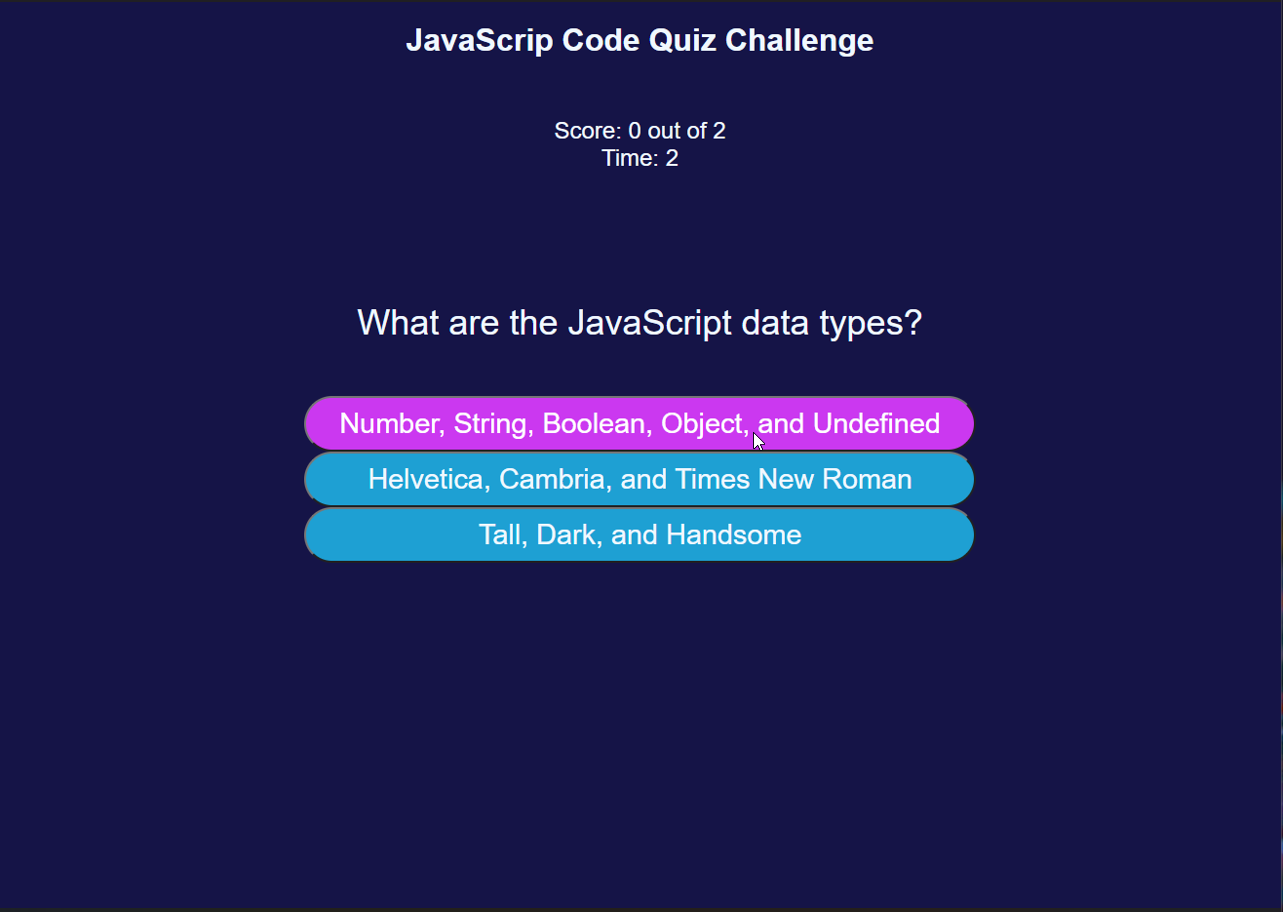 JavaScrip Code Quiz Challenge
Score: 0 out of 2
Time: 2
What are the JavaScript data types?
Number, String, Boolean, Object, and Undefined
Helvetica, Cambria, and Times New Roman
Tall, Dark, and Handsome